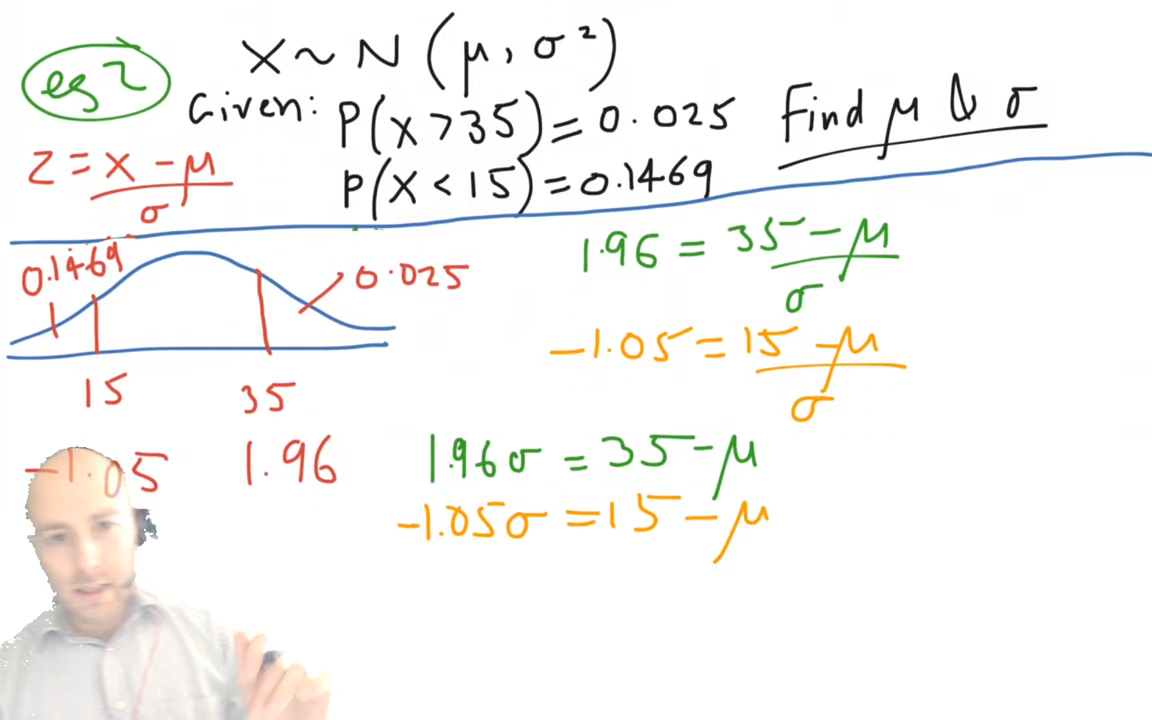 eg 2
X ~ N (μ, σ²)
Given: P(X > 35) = 0.025
P(X < 15) = 0.1469
Find μ & σ
Z = X - μ / σ
0.1469
0.025
15 35
-1.05 1.96
1.96 = 35 - μ / σ
-1.05 = 15 - μ / σ
1.96σ = 35 - μ
-1.05σ = 15 - μ